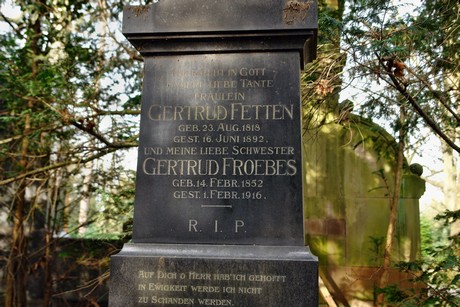 IN GOTT
LIEBE TANTE
FRÄULEIN
GERTRUD FETTEN
GEB. 23. AUG. 1818
GEST. 16. JUNI 1892,
UND MEINE LIEBE SCHWESTER
GERTRUD FROEBES
GEB. 14. FEBR. 1852
GEST. 1. FEBR. 1916.
R. I. P.
AUF DICH O HERR HAB' ICH GEHOFFT
IN EWIGKEIT WERDE ICH NICHT
ZU SCHANDEN WERDEN.